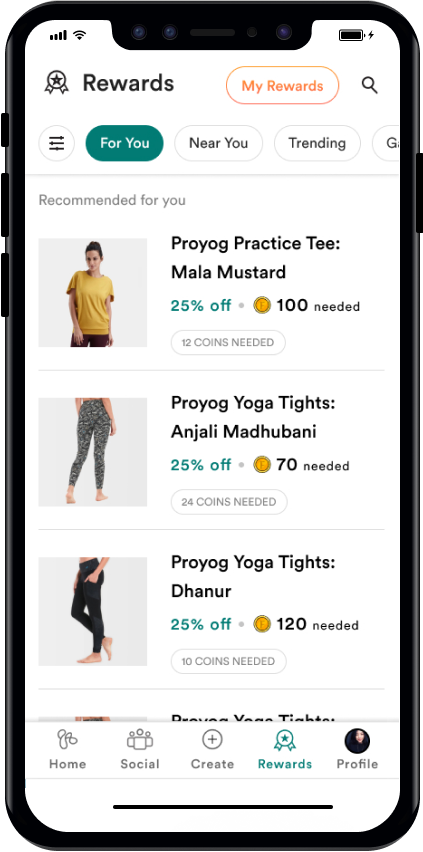 Rewards
My Rewards
For You
Near You
Trending
Recommended for you
Proyog Practice Tee:
Mala Mustard
25% off • 100 needed
12 COINS NEEDED
Proyog Yoga Tights:
Anjali Madhubani
25% off • 70 needed
24 COINS NEEDED
Proyog Yoga Tights:
Dhanur
25% off • 120 needed
10 COINS NEEDED
Proyog Yoga Tights:
Home
Social
Create
Rewards
Profile